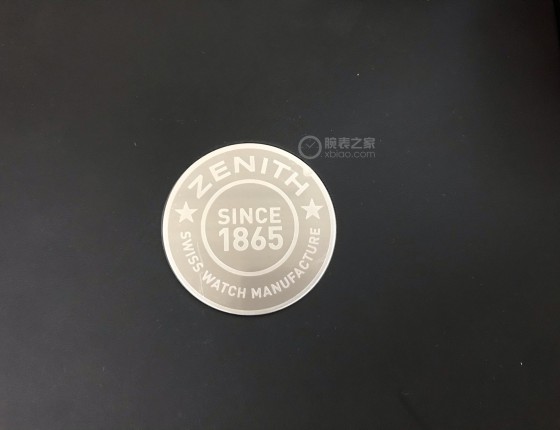 腕表之家
xbiao.com
ZENITH
SINCE
1865
SWISS WATCH MANUFACTURE